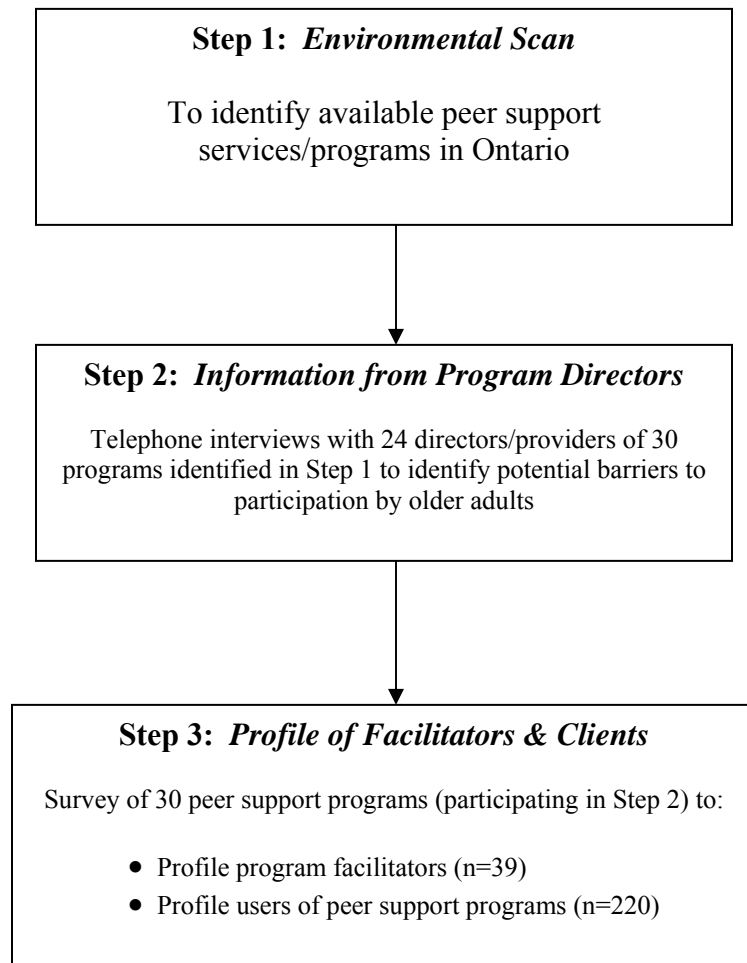 Step 1: Environmental Scan
To identify available peer support
services/programs in Ontario
Step 2: Information from Program Directors
Telephone interviews with 24 directors/providers of 30
programs identified in Step 1 to identify potential barriers to
participation by older adults
Step 3: Profile of Facilitators & Clients
Survey of 30 peer support programs (participating in Step 2) to:
• Profile program facilitators (n=39)
• Profile users of peer support programs (n=220)